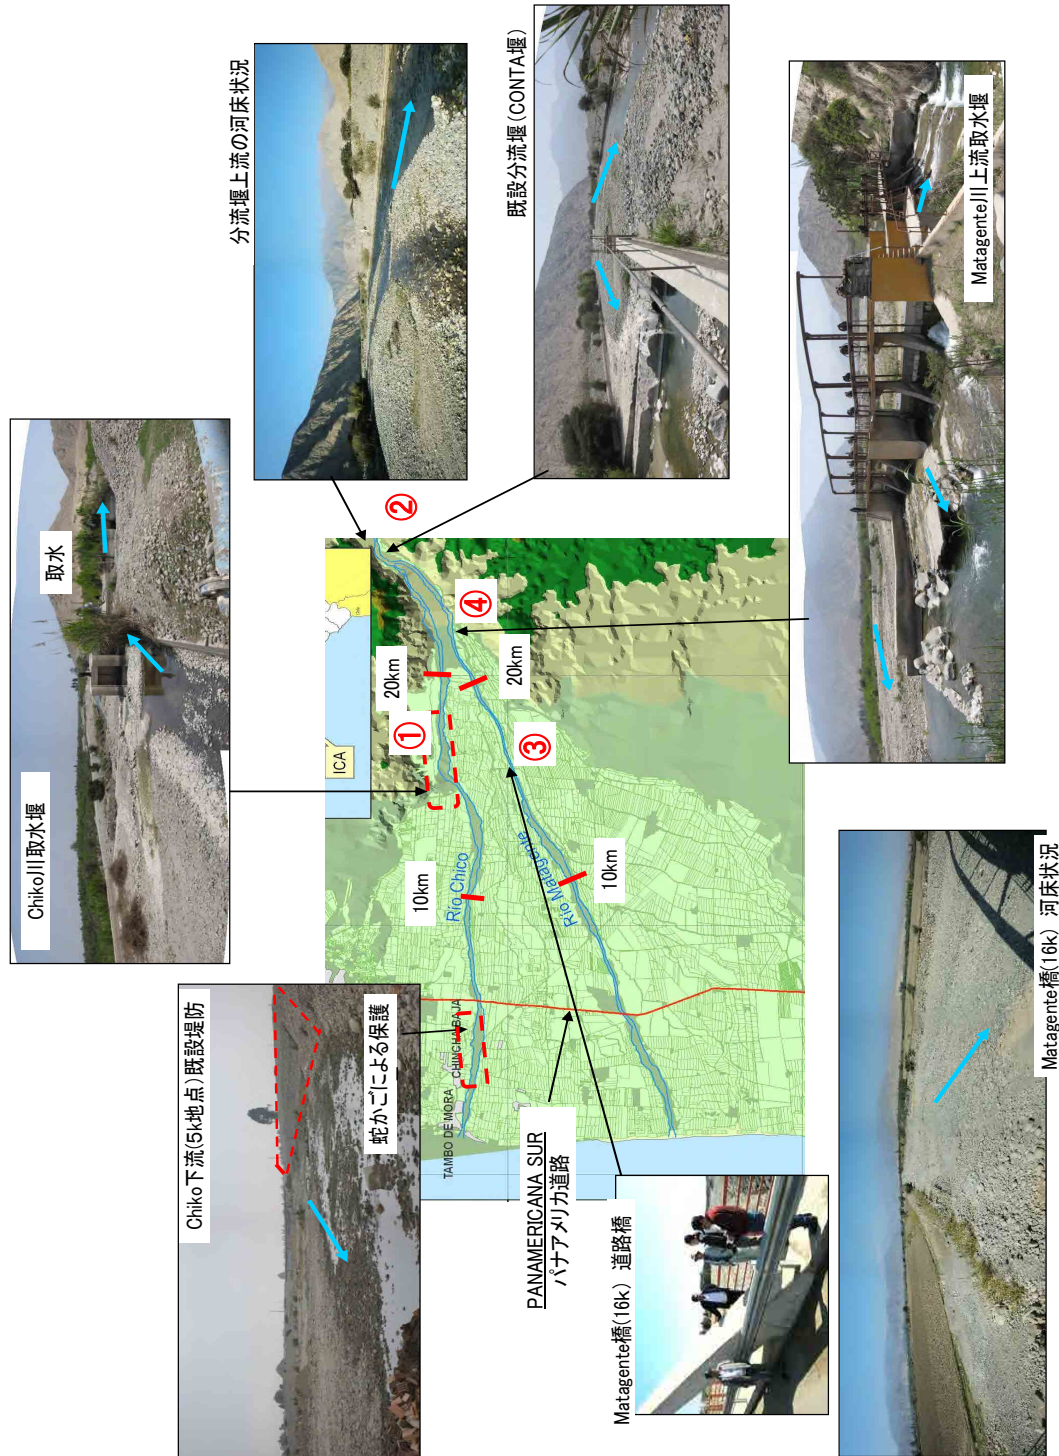 Chiko下流(5k地点)既設堤防
蛇かごによる保護
Chiko川取水堰
取水
分流堰上流の河床状況
既設分流堰(CONTA堰)
Matagente川上流取水堰
ICA
①
②
③
④
20km
20km
10km
10km
Río Chico
Río Matagente
TAMBO DE MORA
CHINCHA BAJA
PANAMERICANA SUR
パナアメリカ道路
Matagente橋(16k) 道路橋
Matagente橋(16k) 河床状況